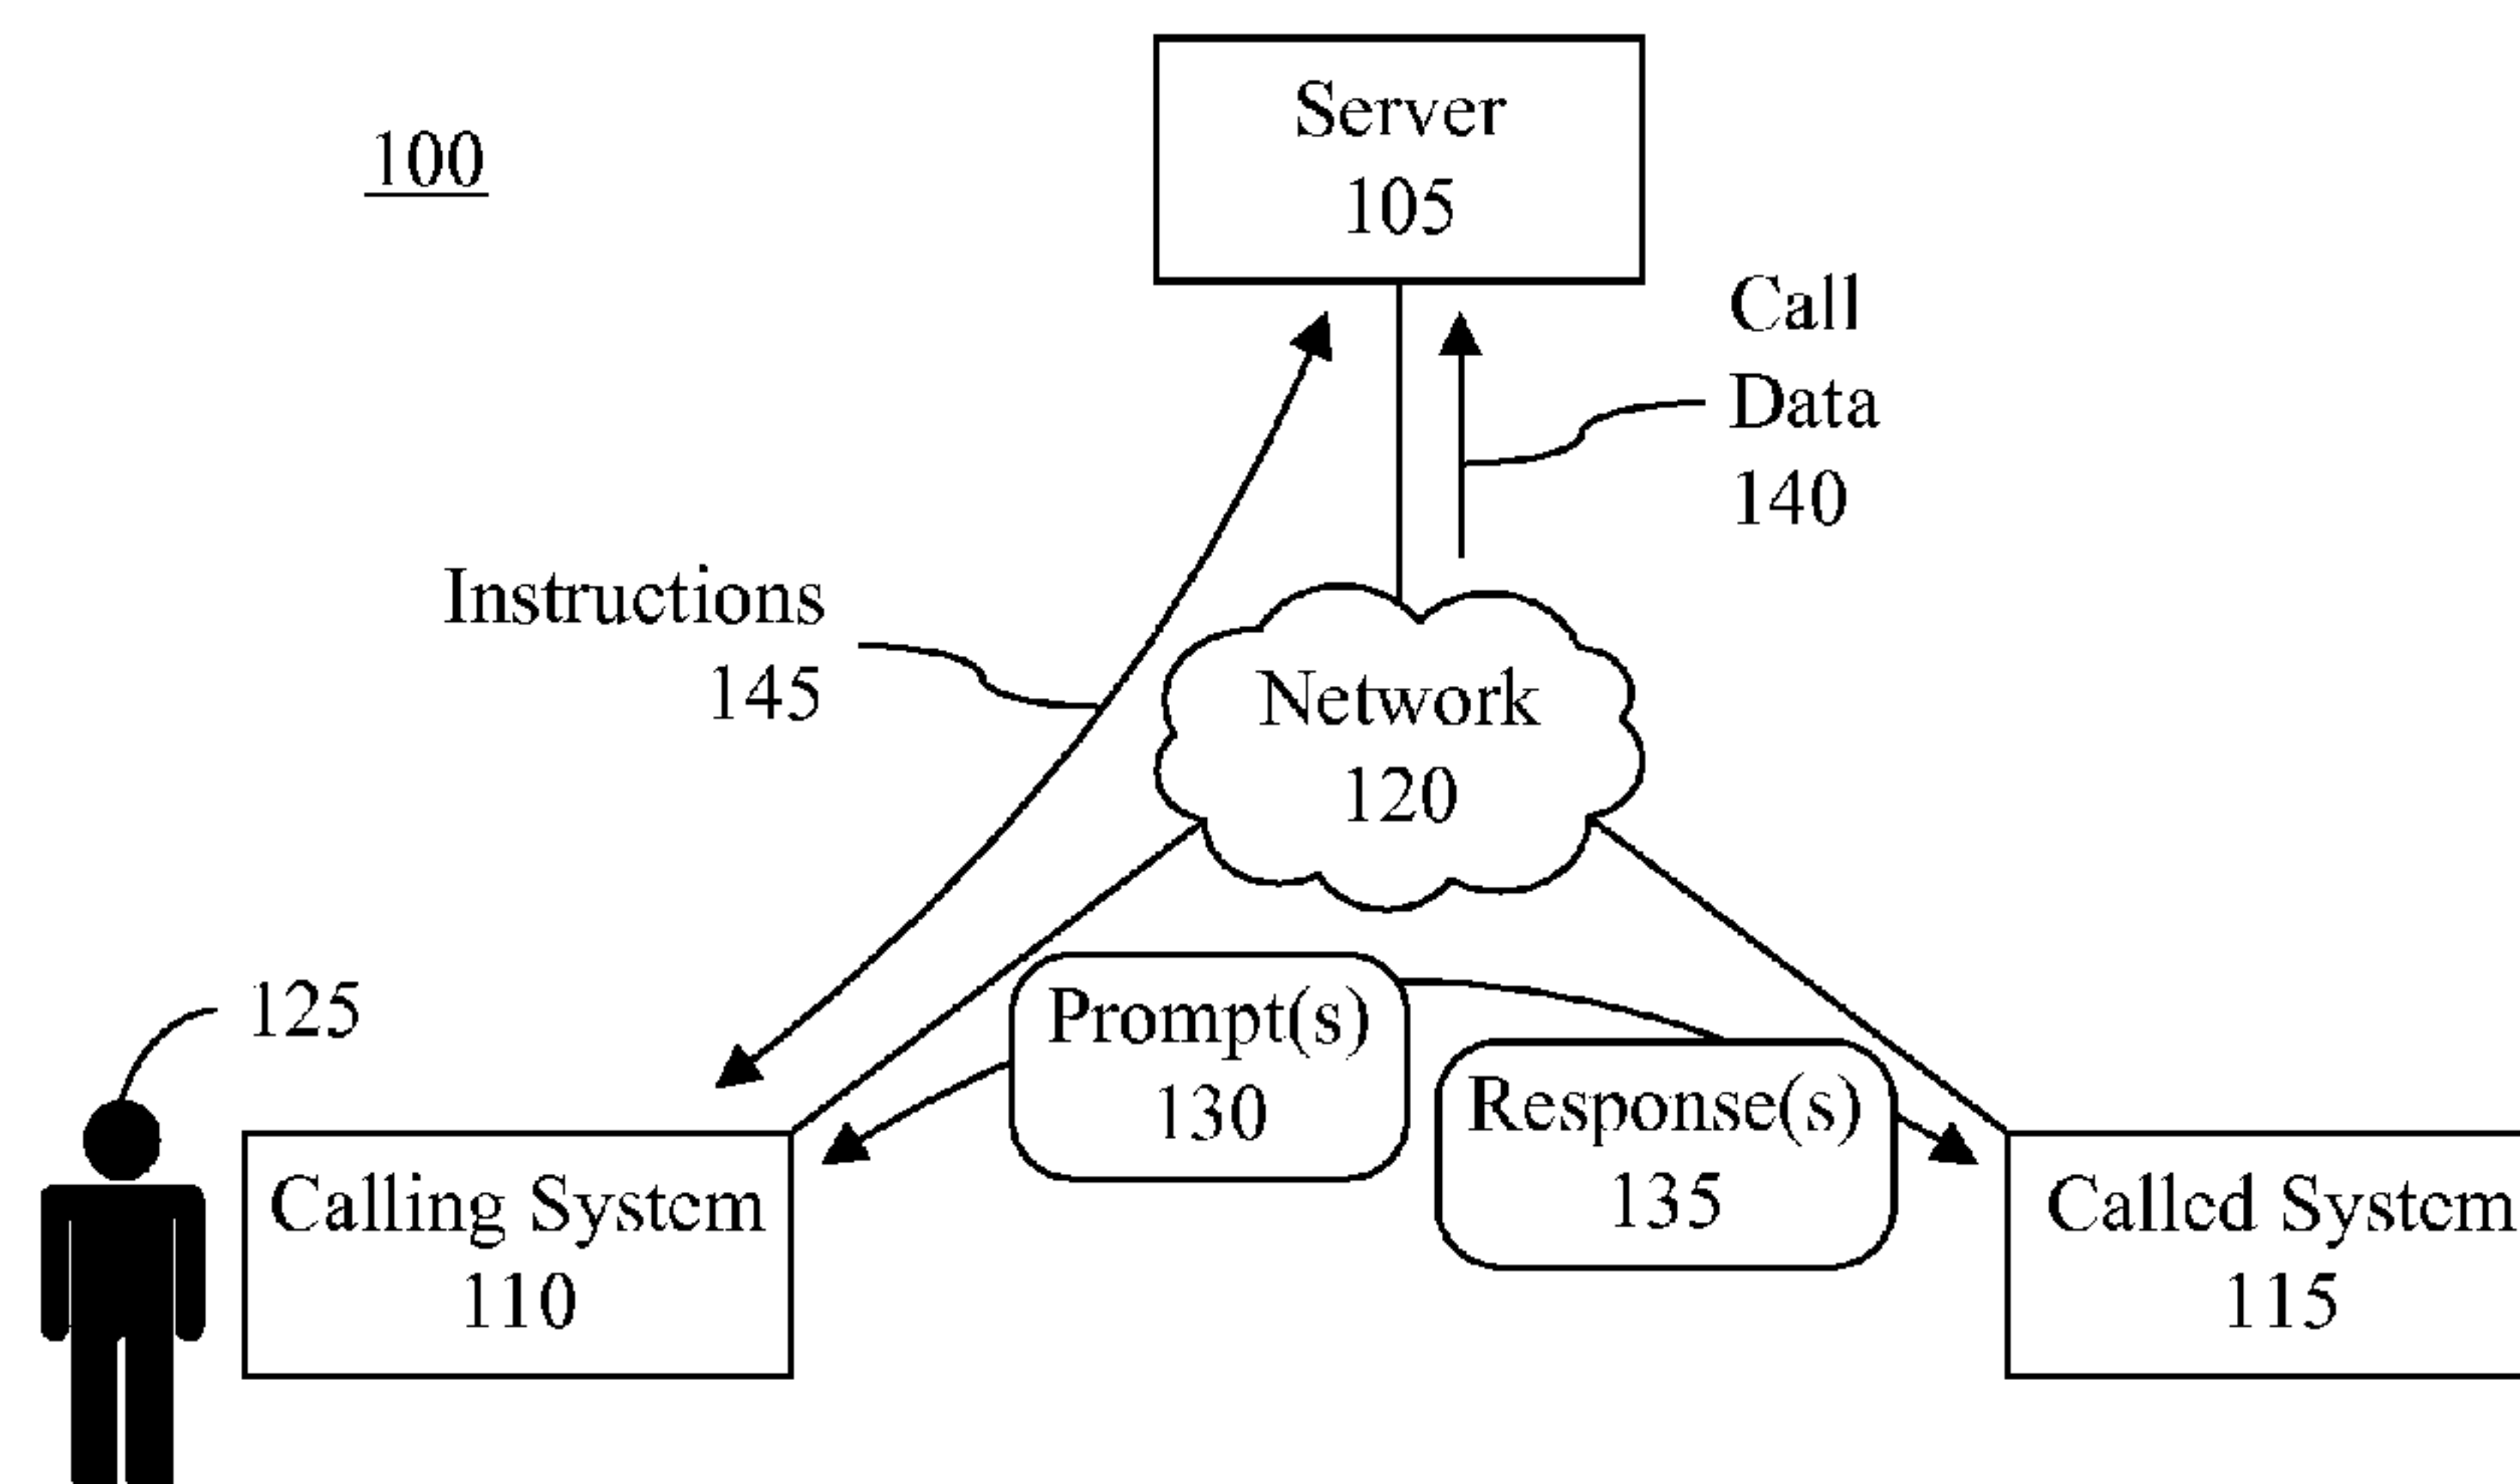 100
Server
105
Call
Data
140
Instructions
145
Network
120
125
Prompt(s)
130
Response(s)
135
Calling System
110
Called System
115